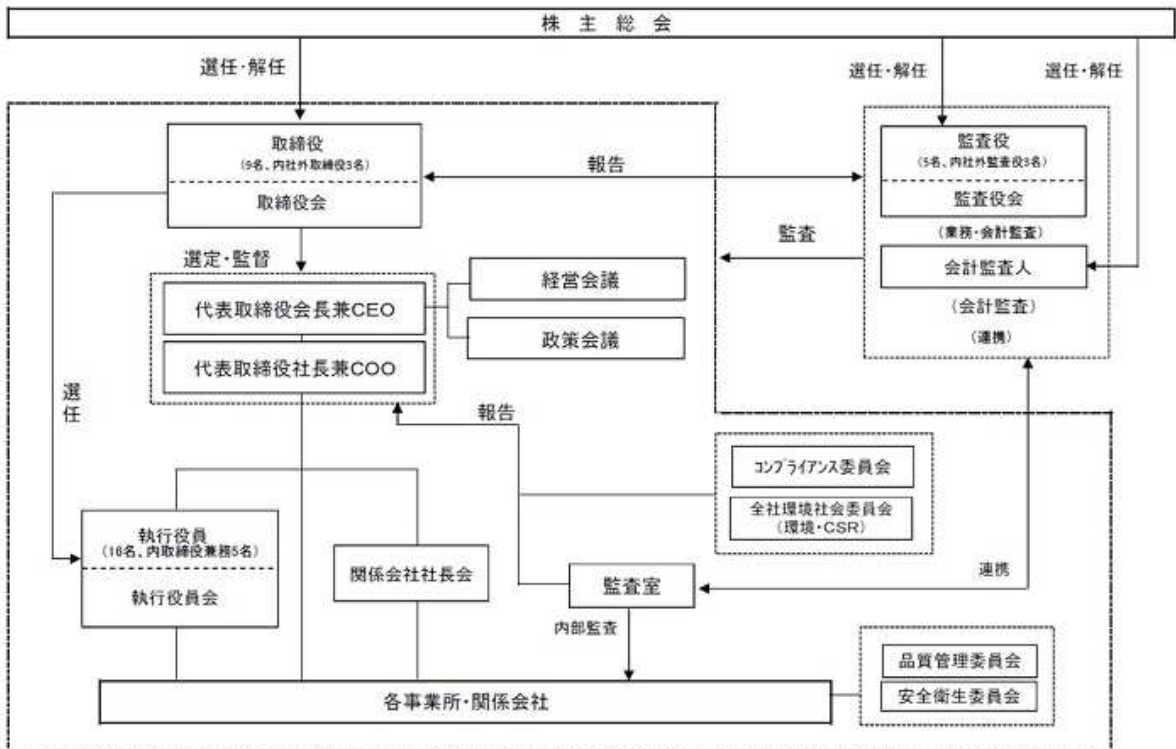 株主総会
選任・解任
選任・解任
選任・解任
取締役
(9名、内社外取締役3名)
取締役会
報告
監査役
(5名、内社外監査役3名)
監査役会
(業務・会計監査)
監査
会計監査人
(会計監査)
(連携)
選定・監督
代表取締役会長兼CEO
代表取締役社長兼COO
経営会議
政策会議
選任
報告
コンプライアンス委員会
全社環境社会委員会
(環境・CSR)
執行役員
(16名、内取締役兼務5名)
執行役員会
関係会社社長会
監査室
連携
内部監査
品質管理委員会
安全衛生委員会
各事業所・関係会社